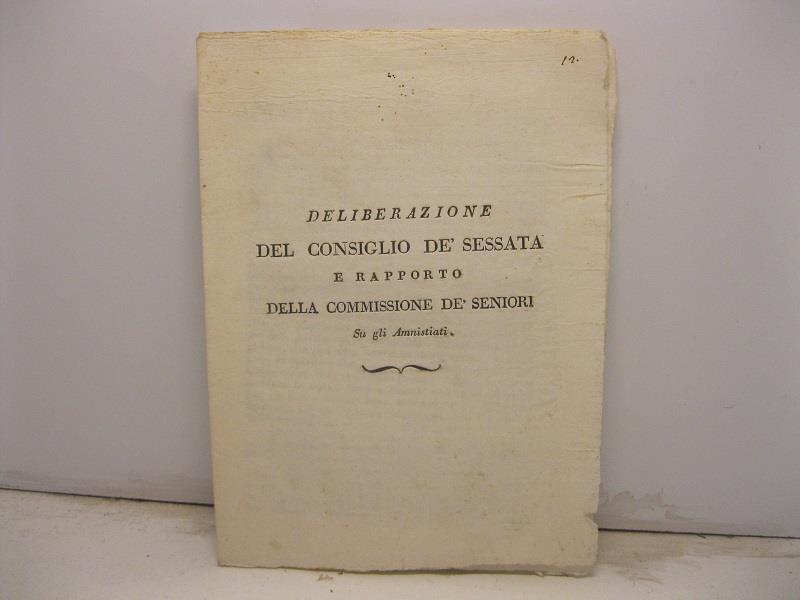 12.
DELIBERAZIONE
DEL CONSIGLIO DE' SESSATA
E RAPPORTO
DELLA COMMISSIONE DE' SENIORI
Su gli Amnistiati.